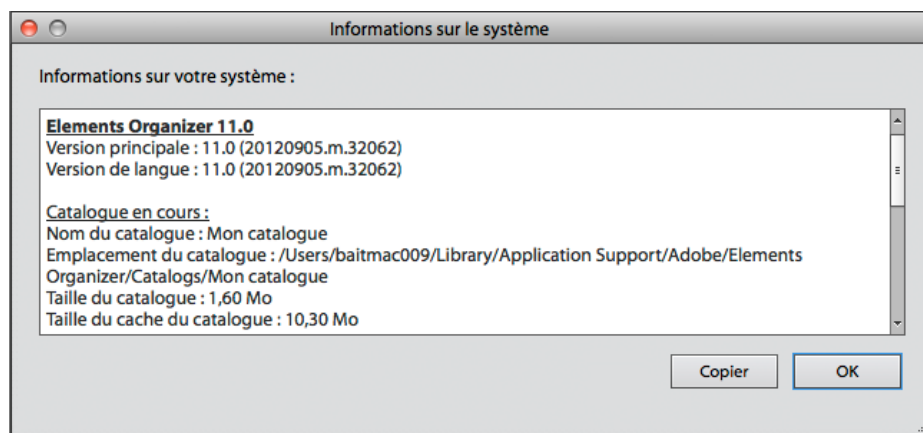 Informations sur le système
Informations sur votre système :
Elements Organizer 11.0
Version principale : 11.0 (20120905.m.32062)
Version de langue : 11.0 (20120905.m.32062)
Catalogue en cours :
Nom du catalogue : Mon catalogue
Emplacement du catalogue : /Users/baitmac009/Library/Application Support/Adobe/Elements
Organizer/Catalogs/Mon catalogue
Taille du catalogue : 1,60 Mo
Taille du cache du catalogue : 10,30 Mo
Copier
OK